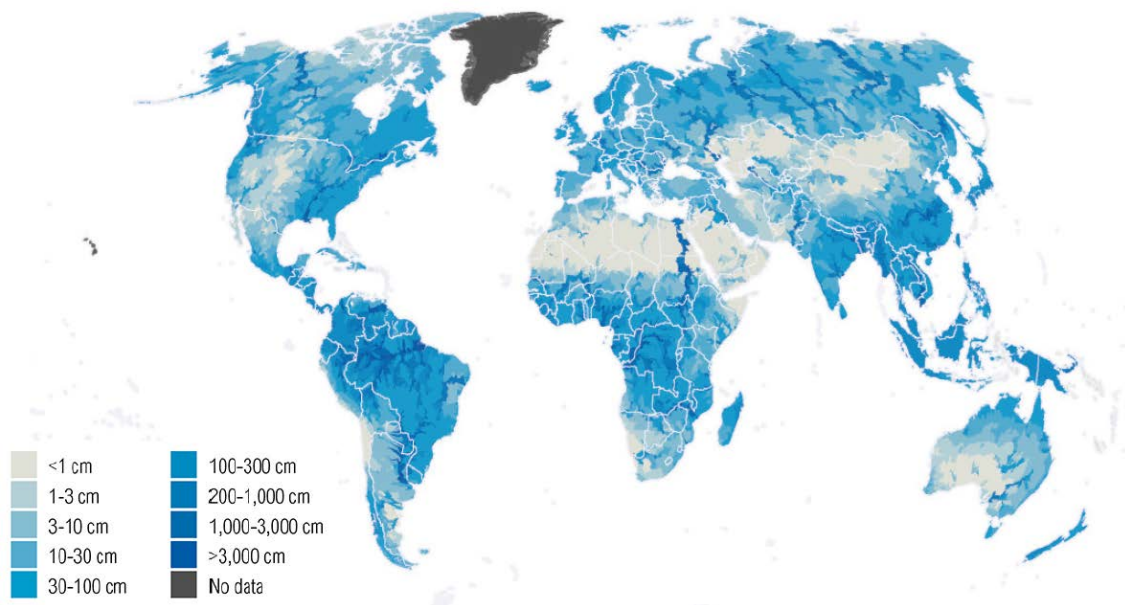 <1 cm
1-3 cm
3-10 cm
10-30 cm
30-100 cm
100-300 cm
200-1,000 cm
1,000-3,000 cm
>3,000 cm
No data